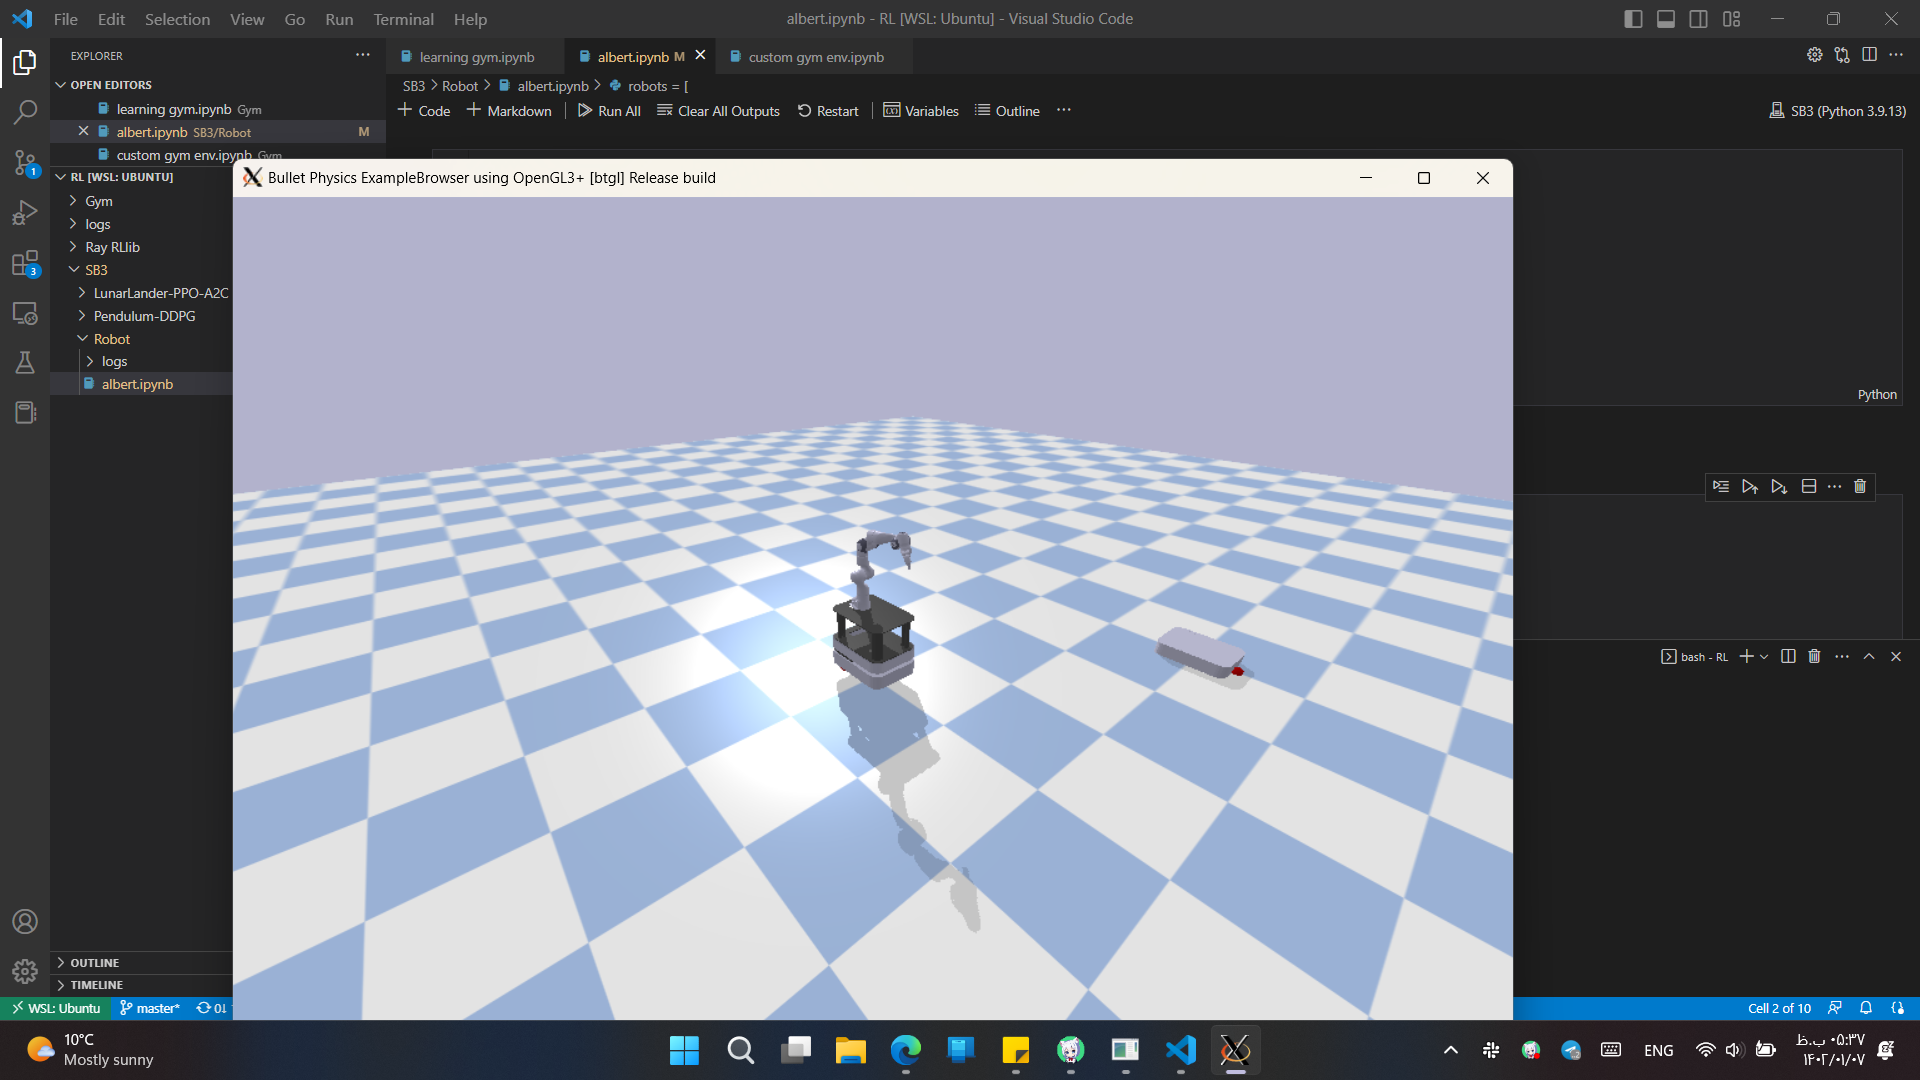 File Edit Selection View Go Run Terminal Help
albert.ipynb - RL [WSL: Ubuntu] - Visual Studio Code
EXPLORER
learning gym.ipynb
albert.ipynb M
custom gym env.ipynb
OPEN EDITORS
learning gym.ipynb Gym
albert.ipynb SB3/Robot M
custom gym env.ipynb Gym
SB3 > Robot > albert.ipynb > robots = [
Code Markdown Run All Clear All Outputs Restart Variables Outline
SB3 (Python 3.9.13)
RL [WSL: UBUNTU]
Gym
logs
Ray RLlib
SB3
LunarLander-PPO-A2C
Pendulum-DDPG
Robot
logs
albert.ipynb
1
3
Bullet Physics ExampleBrowser using OpenGL3+ [btgl] Release build
Python
bash - RL
OUTLINE
TIMELINE
WSL: Ubuntu master* 0↓
Cell 2 of 10
10°C
Mostly sunny
ENG
۰۵:۳۷ ب.ظ
۱۴۰۲/۰۱/۰۷